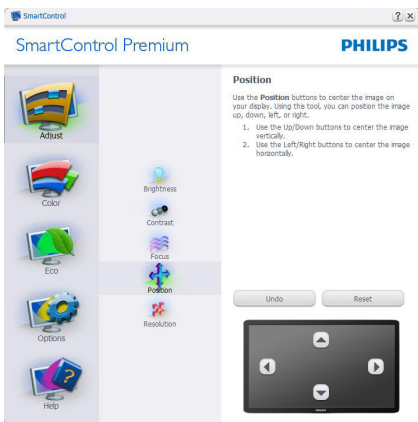 SmartControl
SmartControl Premium
PHILIPS
Adjust
Color
Eco
Options
Help
Brightness
Contrast
Focus
Position
Resolution
Position
Use the Position buttons to center the image on
your display. Using this tool, you can position the image
up, down, left, or right.
1. Use the Up/Down buttons to center the image
vertically.
2. Use the Left/Right buttons to center the image
horizontally.
Undo
Reset
PHILIPS